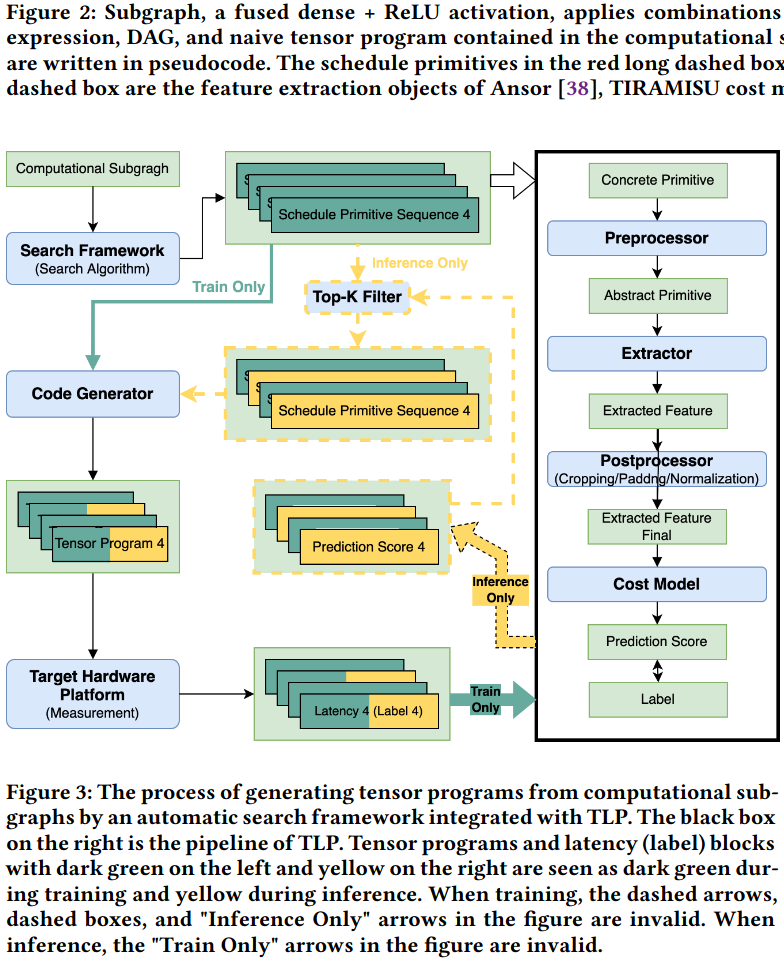 Figure 2: Subgraph, a fused dense + ReLU activation, applies combinations
expression, DAG, and naive tensor program contained in the computational s
are written in pseudocode. The schedule primitives in the red long dashed box
dashed box are the feature extraction objects of Ansor [38], TIRAMISU cost m
Computational Subgragh
Search Framework
(Search Algorithm)
Schedule Primitive Sequence 4
Train Only
Inference Only
Top-K Filter
Code Generator
Schedule Primitive Sequence 4
Tensor Program 4
Prediction Score 4
Inference
Only
Target Hardware
Platform
(Measurement)
Latency 4 (Label 4)
Train
Only
Concrete Primitive
Preprocessor
Abstract Primitive
Extractor
Extracted Feature
Postprocessor
(Cropping/Paddng/Normalization)
Extracted Feature
Final
Cost Model
Prediction Score
Label
Figure 3: The process of generating tensor programs from computational sub-
graphs by an automatic search framework integrated with TLP. The black box
on the right is the pipeline of TLP. Tensor programs and latency (label) blocks
with dark green on the left and yellow on the right are seen as dark green dur-
ing training and yellow during inference. When training, the dashed arrows,
dashed boxes, and "Inference Only" arrows in the figure are invalid. When
inference, the "Train Only" arrows in the figure are invalid.